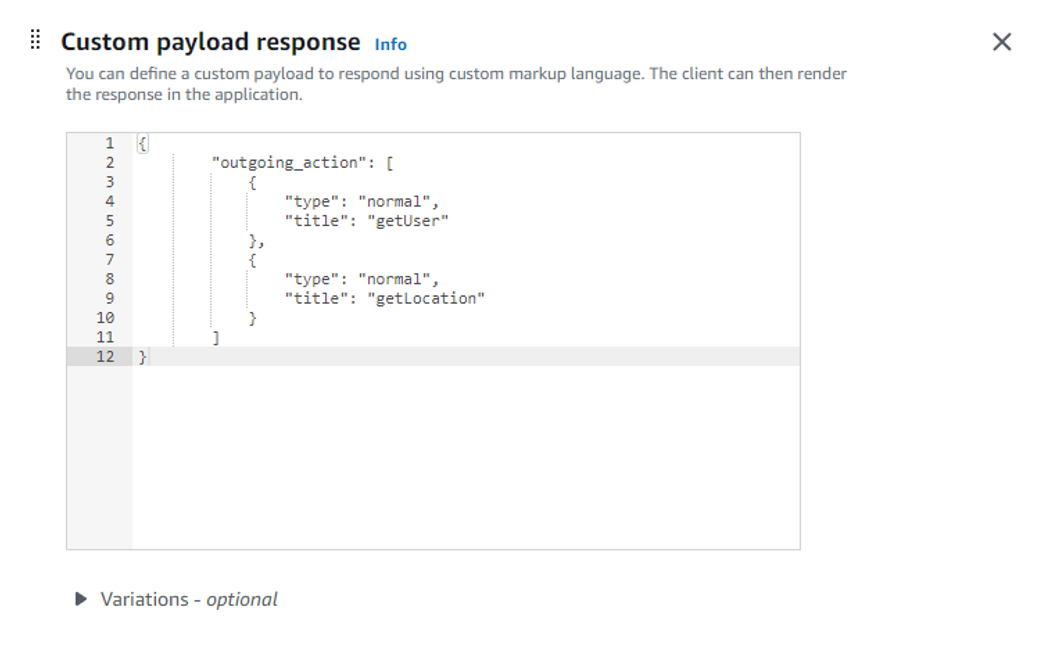 Custom payload response Info
You can define a custom payload to respond using custom markup language. The client can then render
the response in the application.
1 {
2 "outgoing_action": [
3 {
4 "type": "normal",
5 "title": "getUser"
6 },
7 {
8 "type": "normal",
9 "title": "getLocation"
10 }
11 ]
12 }
Variations - optional